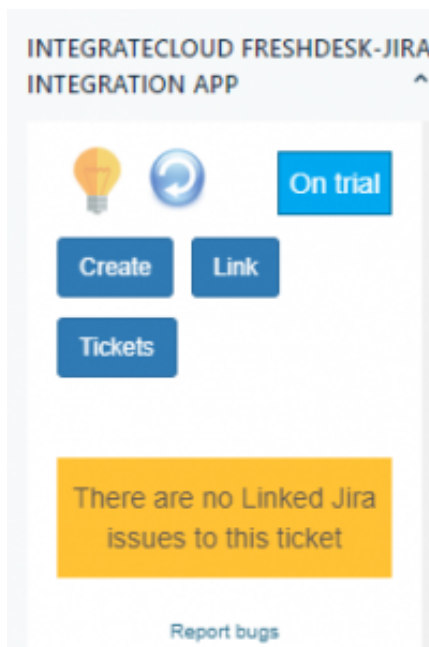 INTEGRATECLOUD FRESHDESK-JIRA
INTEGRATION APP
On trial
Create Link
Tickets
There are no Linked Jira
issues to this ticket
Report bugs